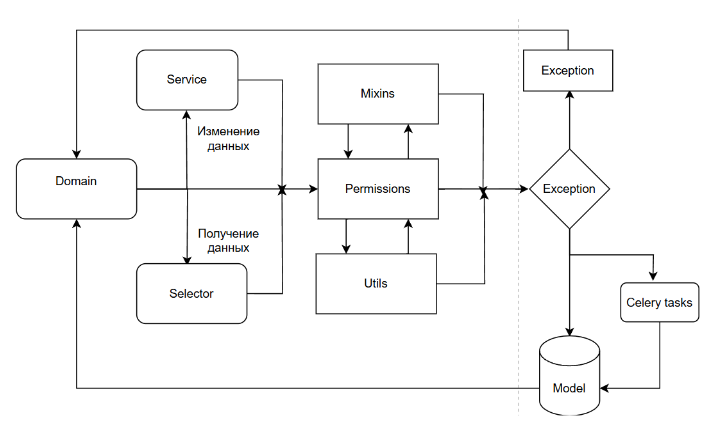 Service
Exception
Mixins
Изменение
данных
Domain
Permissions
Exception
Получение
данных
Selector
Utils
Celery tasks
Model